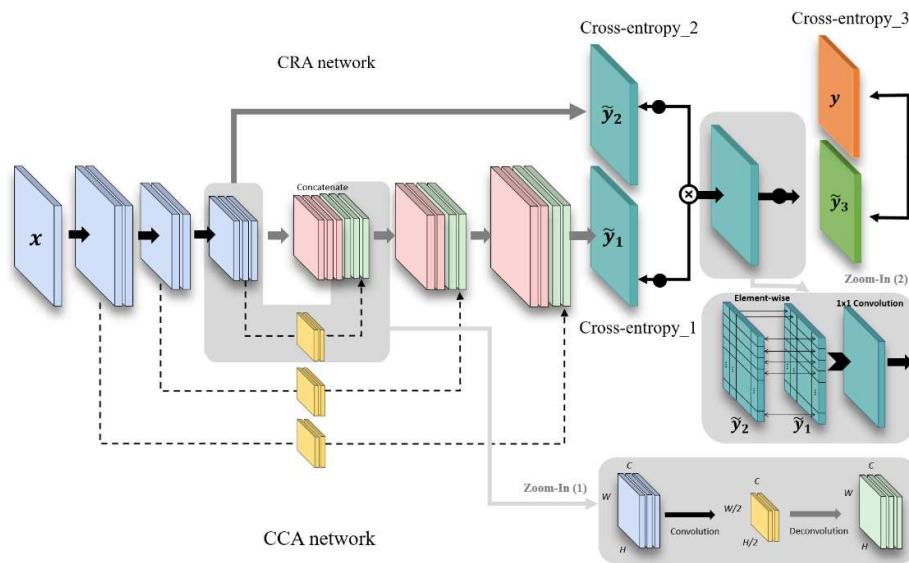 Cross-entropy_2
Cross-entropy_3
CRA network
ỹ₂
y
Concatenate
x
ỹ₁
ỹ₃
Zoom-In (2)
Cross-entropy_1
Element-wise
1x1 Convolution
ỹ₂
ỹ₁
Zoom-In (1)
C
W
H
Convolution
C
W/2
H/2
Deconvolution
C
W
H
CCA network